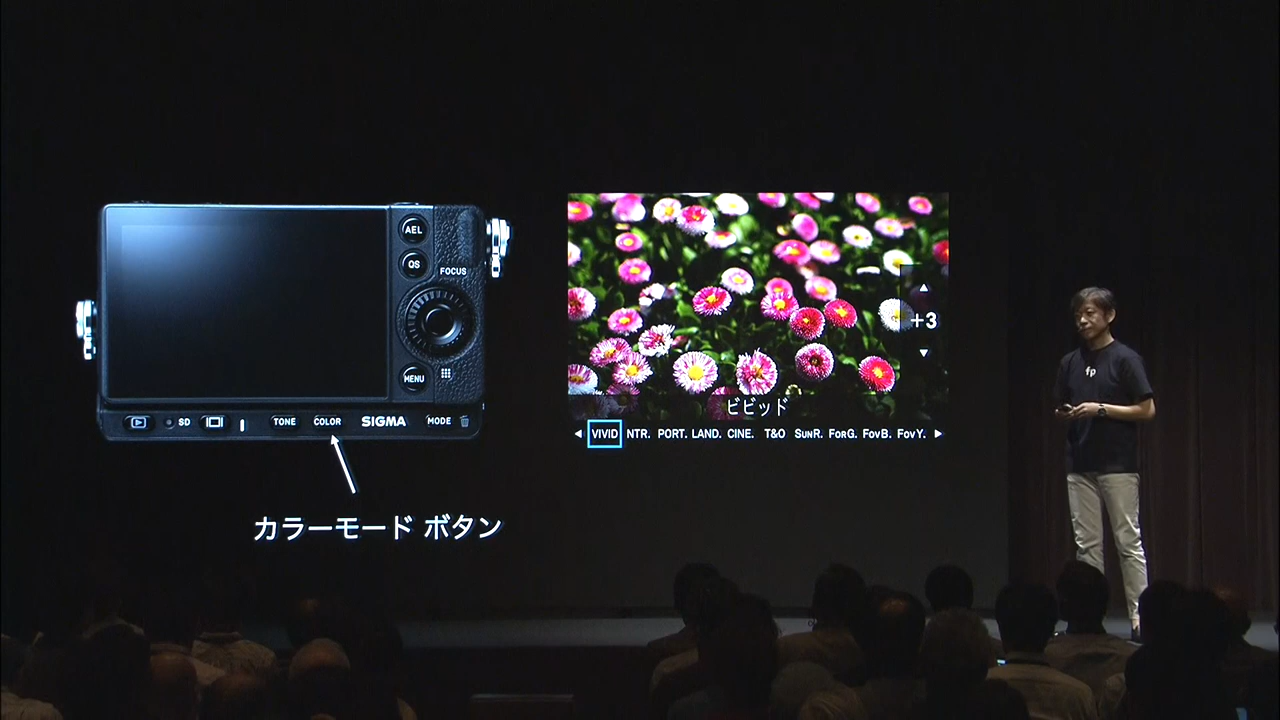 AEL
QS
FOCUS
MENU
SD
TONE
COLOR
SIGMA
MODE
カラーモード ボタン
+3
ビビッド
VIVID NTR. PORT. LAND. CINE. T&O SUNR. FORG. FOVB. FOVY.
fp